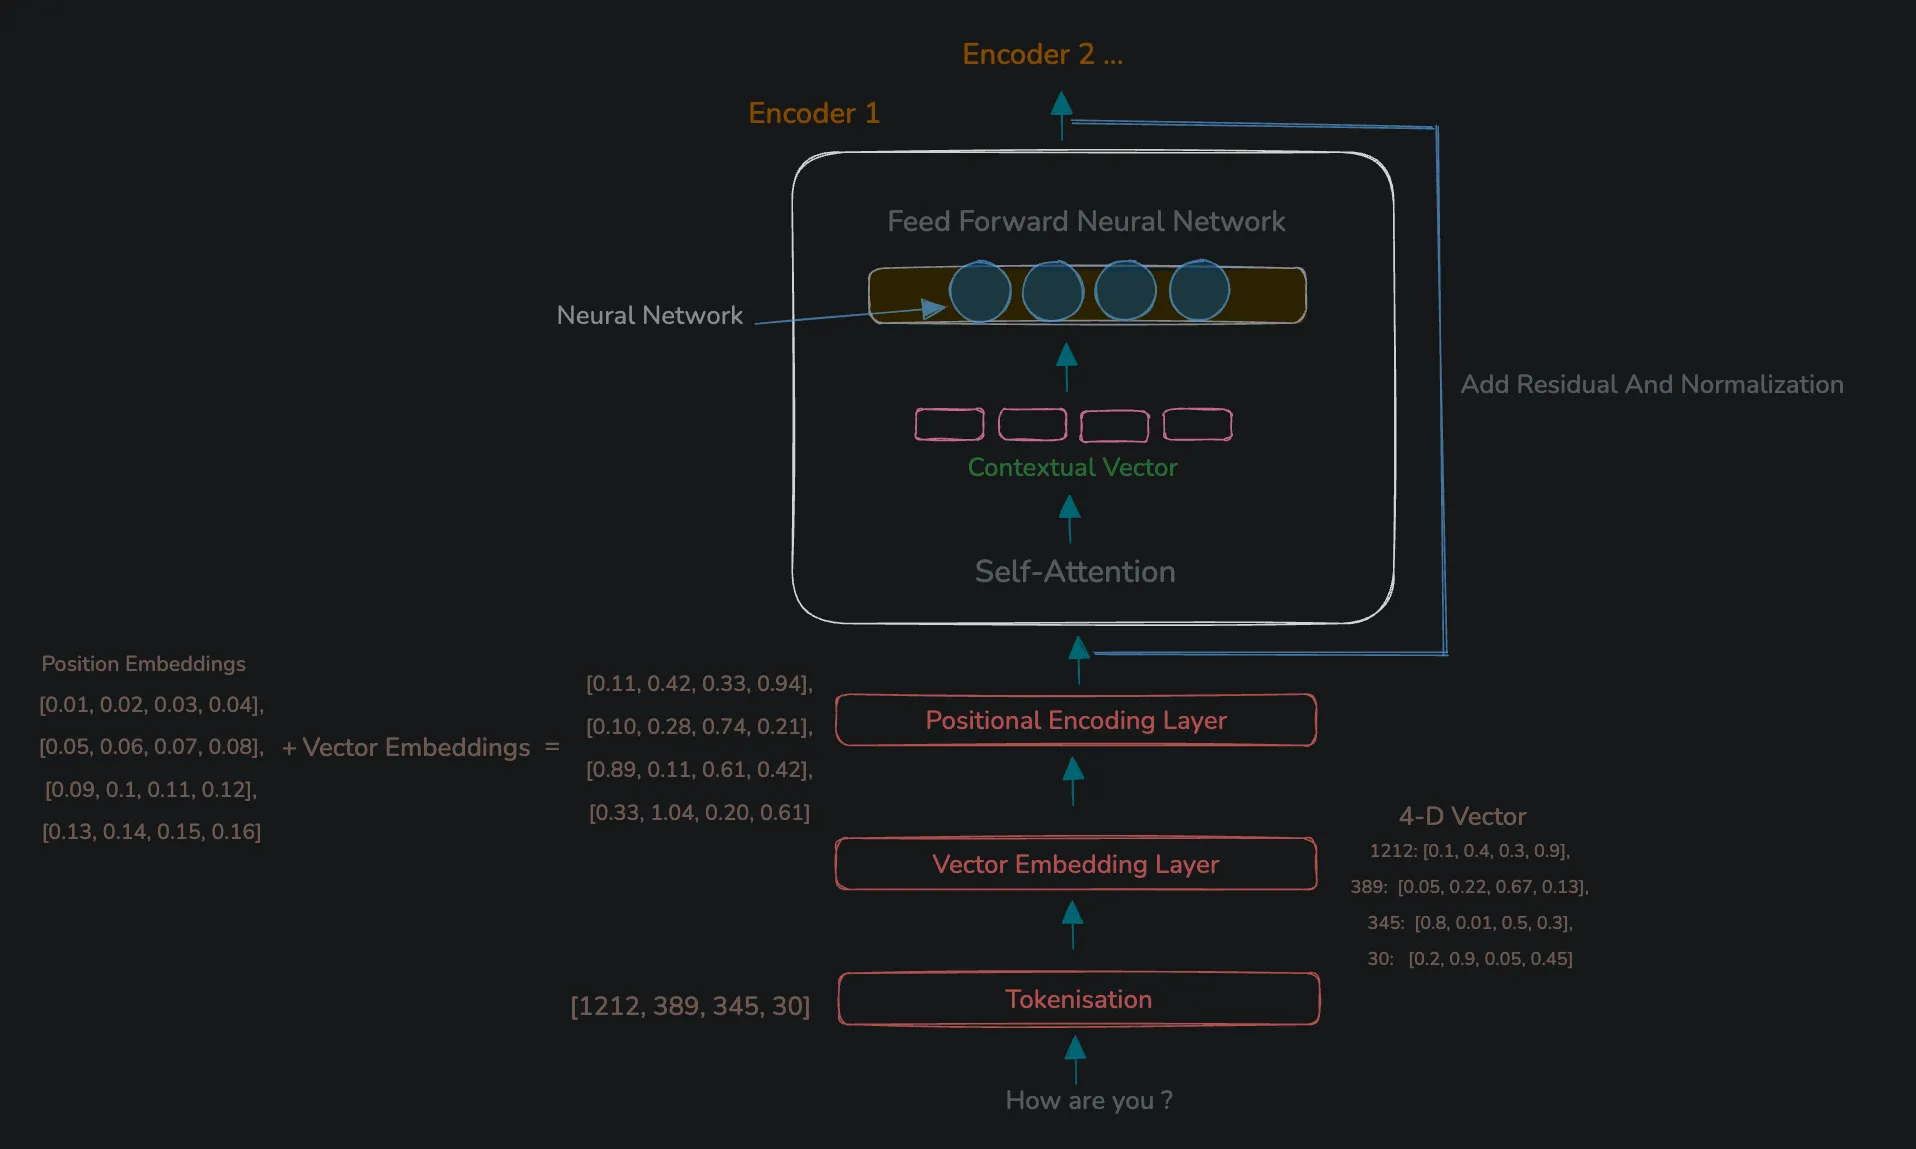 Encoder 2 ...
Encoder 1
Feed Forward Neural Network
Neural Network
Add Residual And Normalization
Contextual Vector
Self-Attention
Position Embeddings
[0.01, 0.02, 0.03, 0.04],
[0.05, 0.06, 0.07, 0.08],
[0.09, 0.1, 0.11, 0.12],
[0.13, 0.14, 0.15, 0.16]
+ Vector Embeddings =
[0.11, 0.42, 0.33, 0.94],
[0.10, 0.28, 0.74, 0.21],
[0.89, 0.11, 0.61, 0.42],
[0.33, 1.04, 0.20, 0.61]
Positional Encoding Layer
Vector Embedding Layer
4-D Vector
1212: [0.1, 0.4, 0.3, 0.9],
389: [0.05, 0.22, 0.67, 0.13],
345: [0.8, 0.01, 0.5, 0.3],
30: [0.2, 0.9, 0.05, 0.45]
[1212, 389, 345, 30]
Tokenisation
How are you ?